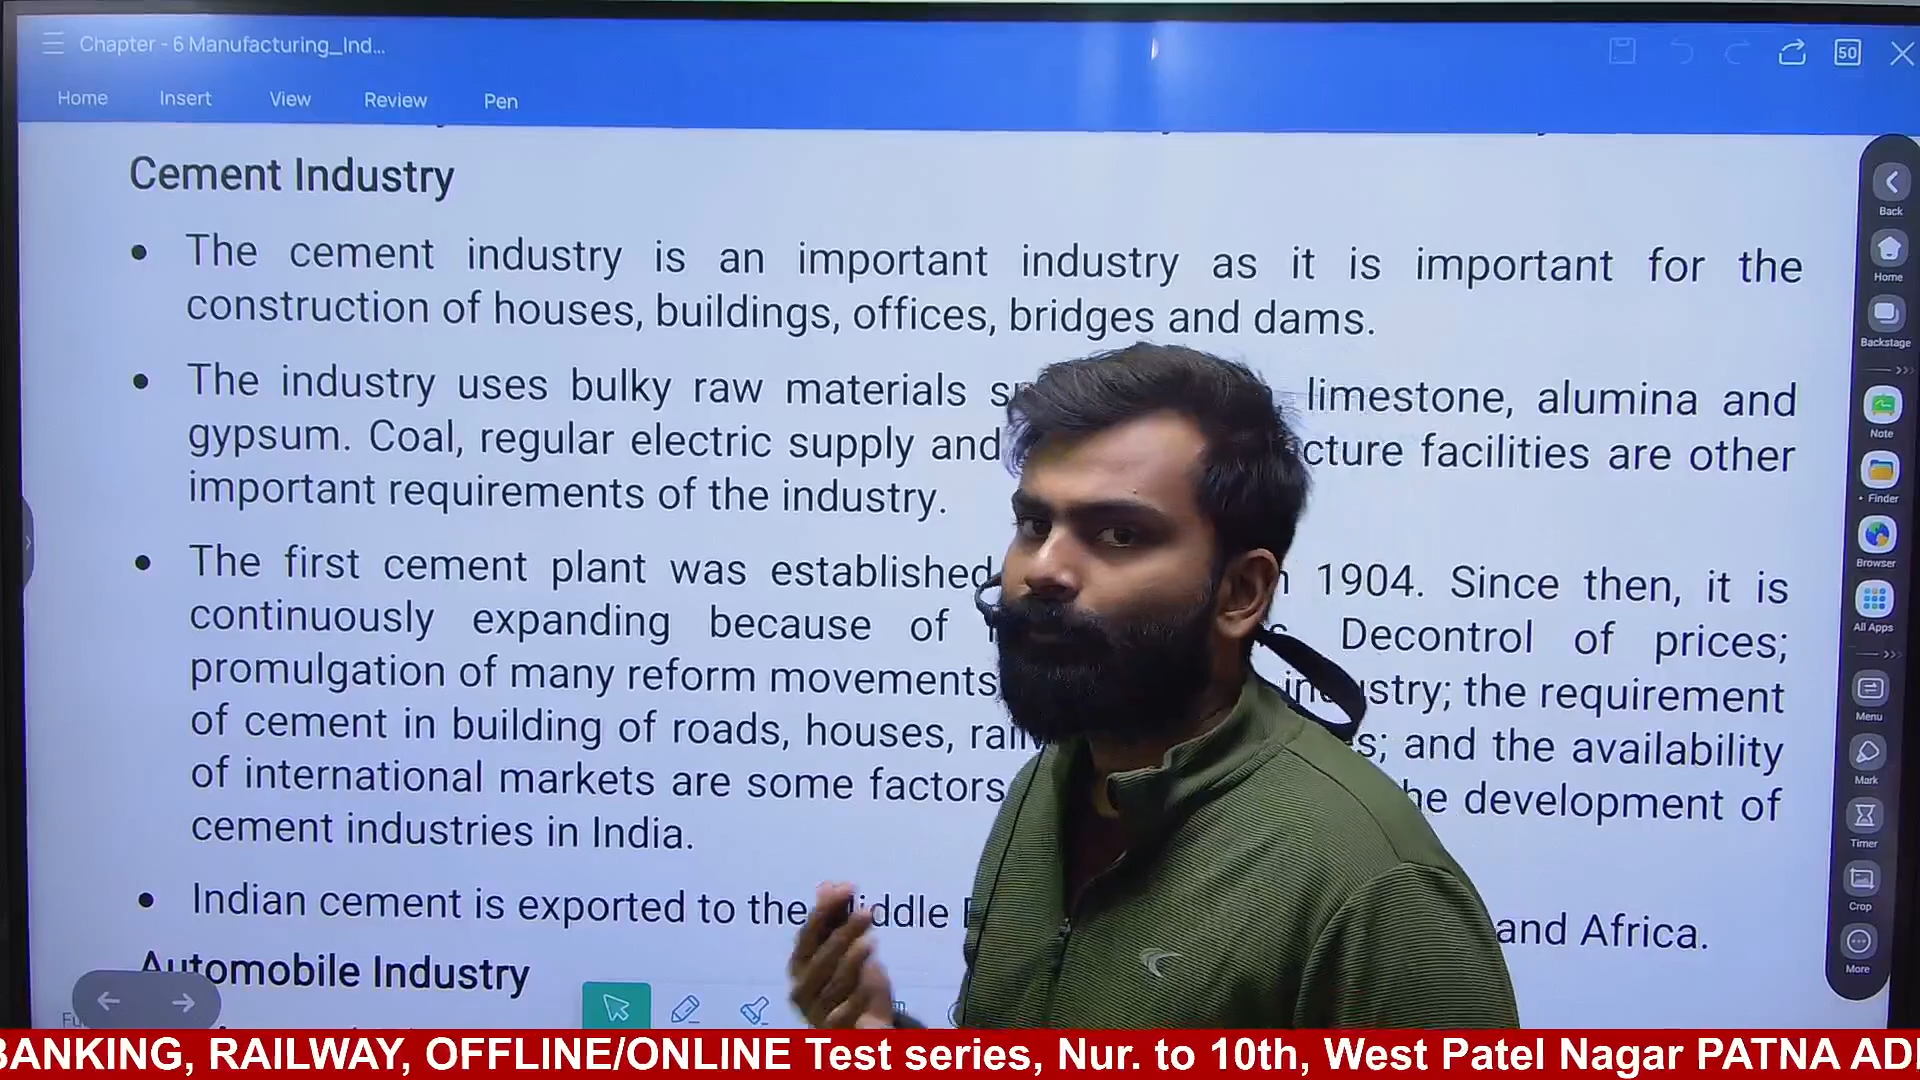 Chapter - 6 Manufacturing_Ind...
50
Home Insert View Review Pen
Cement Industry
• The cement industry is an important industry as it is important for the
construction of houses, buildings, offices, bridges and dams.
• The industry uses bulky raw materials limestone, alumina and
gypsum. Coal, regular electric supply and cture facilities are other
important requirements of the industry.
• The first cement plant was established 1904. Since then, it is
continuously expanding because of Decontrol of prices;
promulgation of many reform movements industry; the requirement
of cement in building of roads, houses, and the availability
of international markets are some factors the development of
cement industries in India.
• Indian cement is exported to the Middle and Africa.
Automobile Industry
Back
Home
Backstage
Note
Finder
Browser
All Apps
Menu
Mark
Timer
Crop
More
BANKING, RAILWAY, OFFLINE/ONLINE Test series, Nur. to 10th, West Patel Nagar PATNA